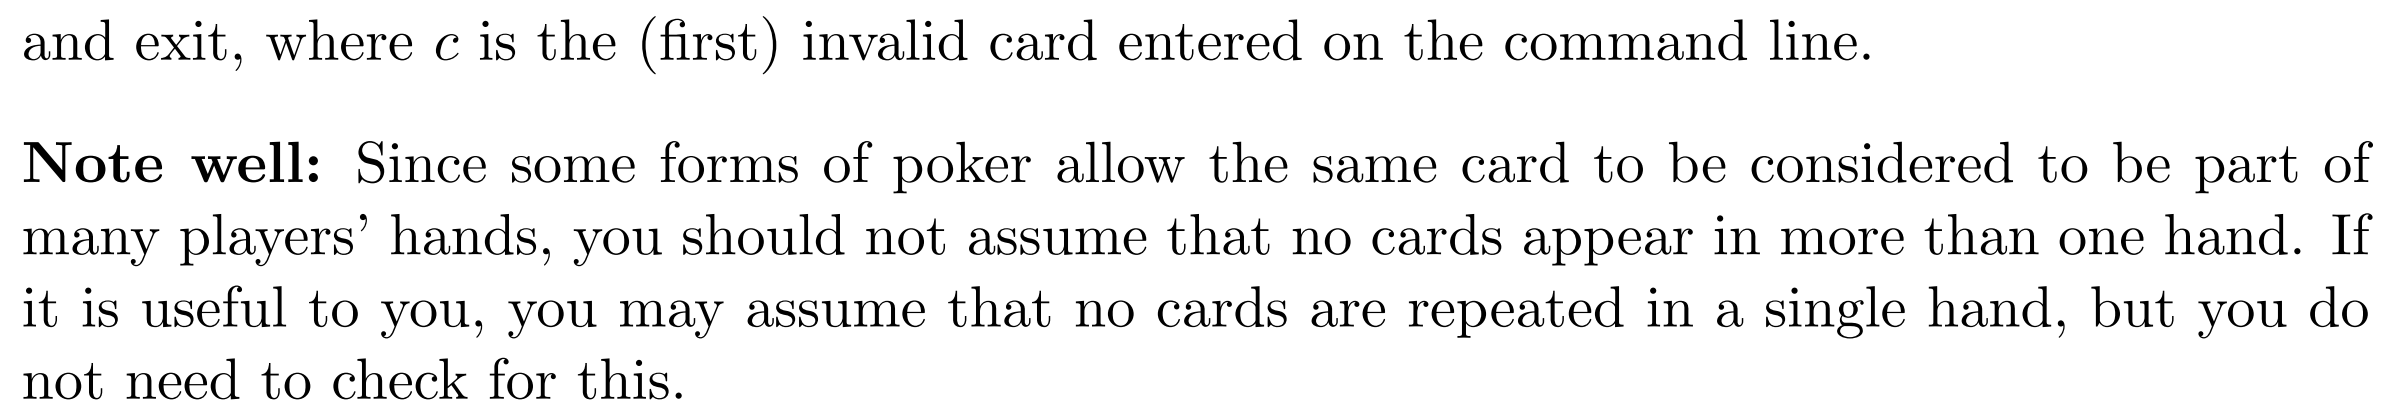 and exit, where c is the (first) invalid card entered on the command line.
Note well: Since some forms of poker allow the same card to be considered to be part of
many players’ hands, you should not assume that no cards appear in more than one hand. If
it is useful to you, you may assume that no cards are repeated in a single hand, but you do
not need to check for this.